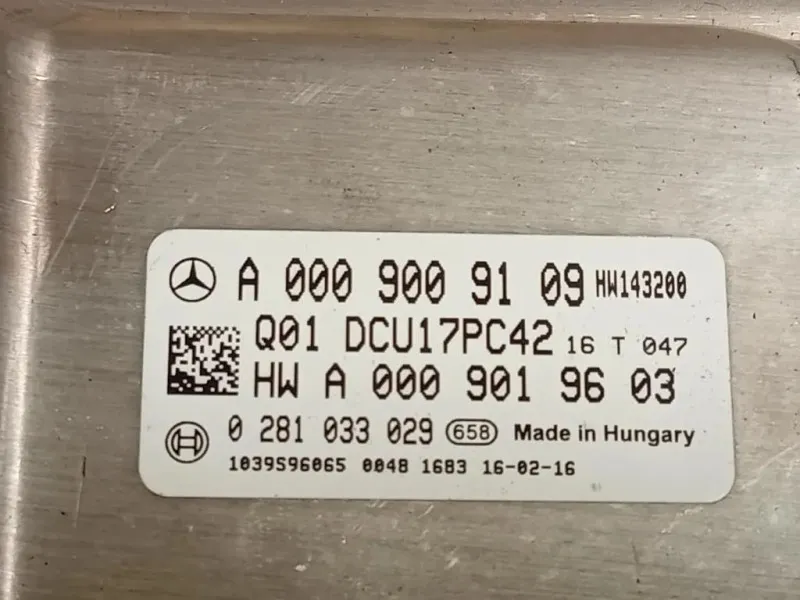 A 000 900 91 09 HW143200
Q01 DCU17PC42 16 T 047
HW A 000 901 96 03
0 281 033 029 658 Made in Hungary
1039S96065 0048 1683 16-02-16